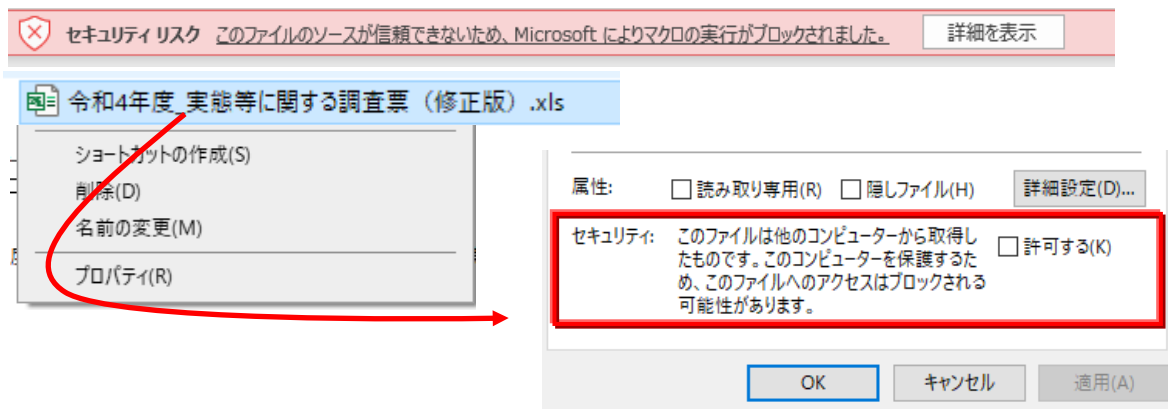 セキュリティ リスク このファイルのソースが信頼できないため、Microsoft によりマクロの実行がブロックされました。 詳細を表示
令和4年度_実態等に関する調査票（修正版）.xls
ショートカットの作成(S)
削除(D)
名前の変更(M)
プロパティ(R)
属性: 読み取り専用(R) 隠しファイル(H) 詳細設定(D)...
セキュリティ: このファイルは他のコンピューターから取得し
たものです。このコンピューターを保護するた
め、このファイルへのアクセスはブロックされる
可能性があります。
許可する(K)
OK キャンセル 適用(A)